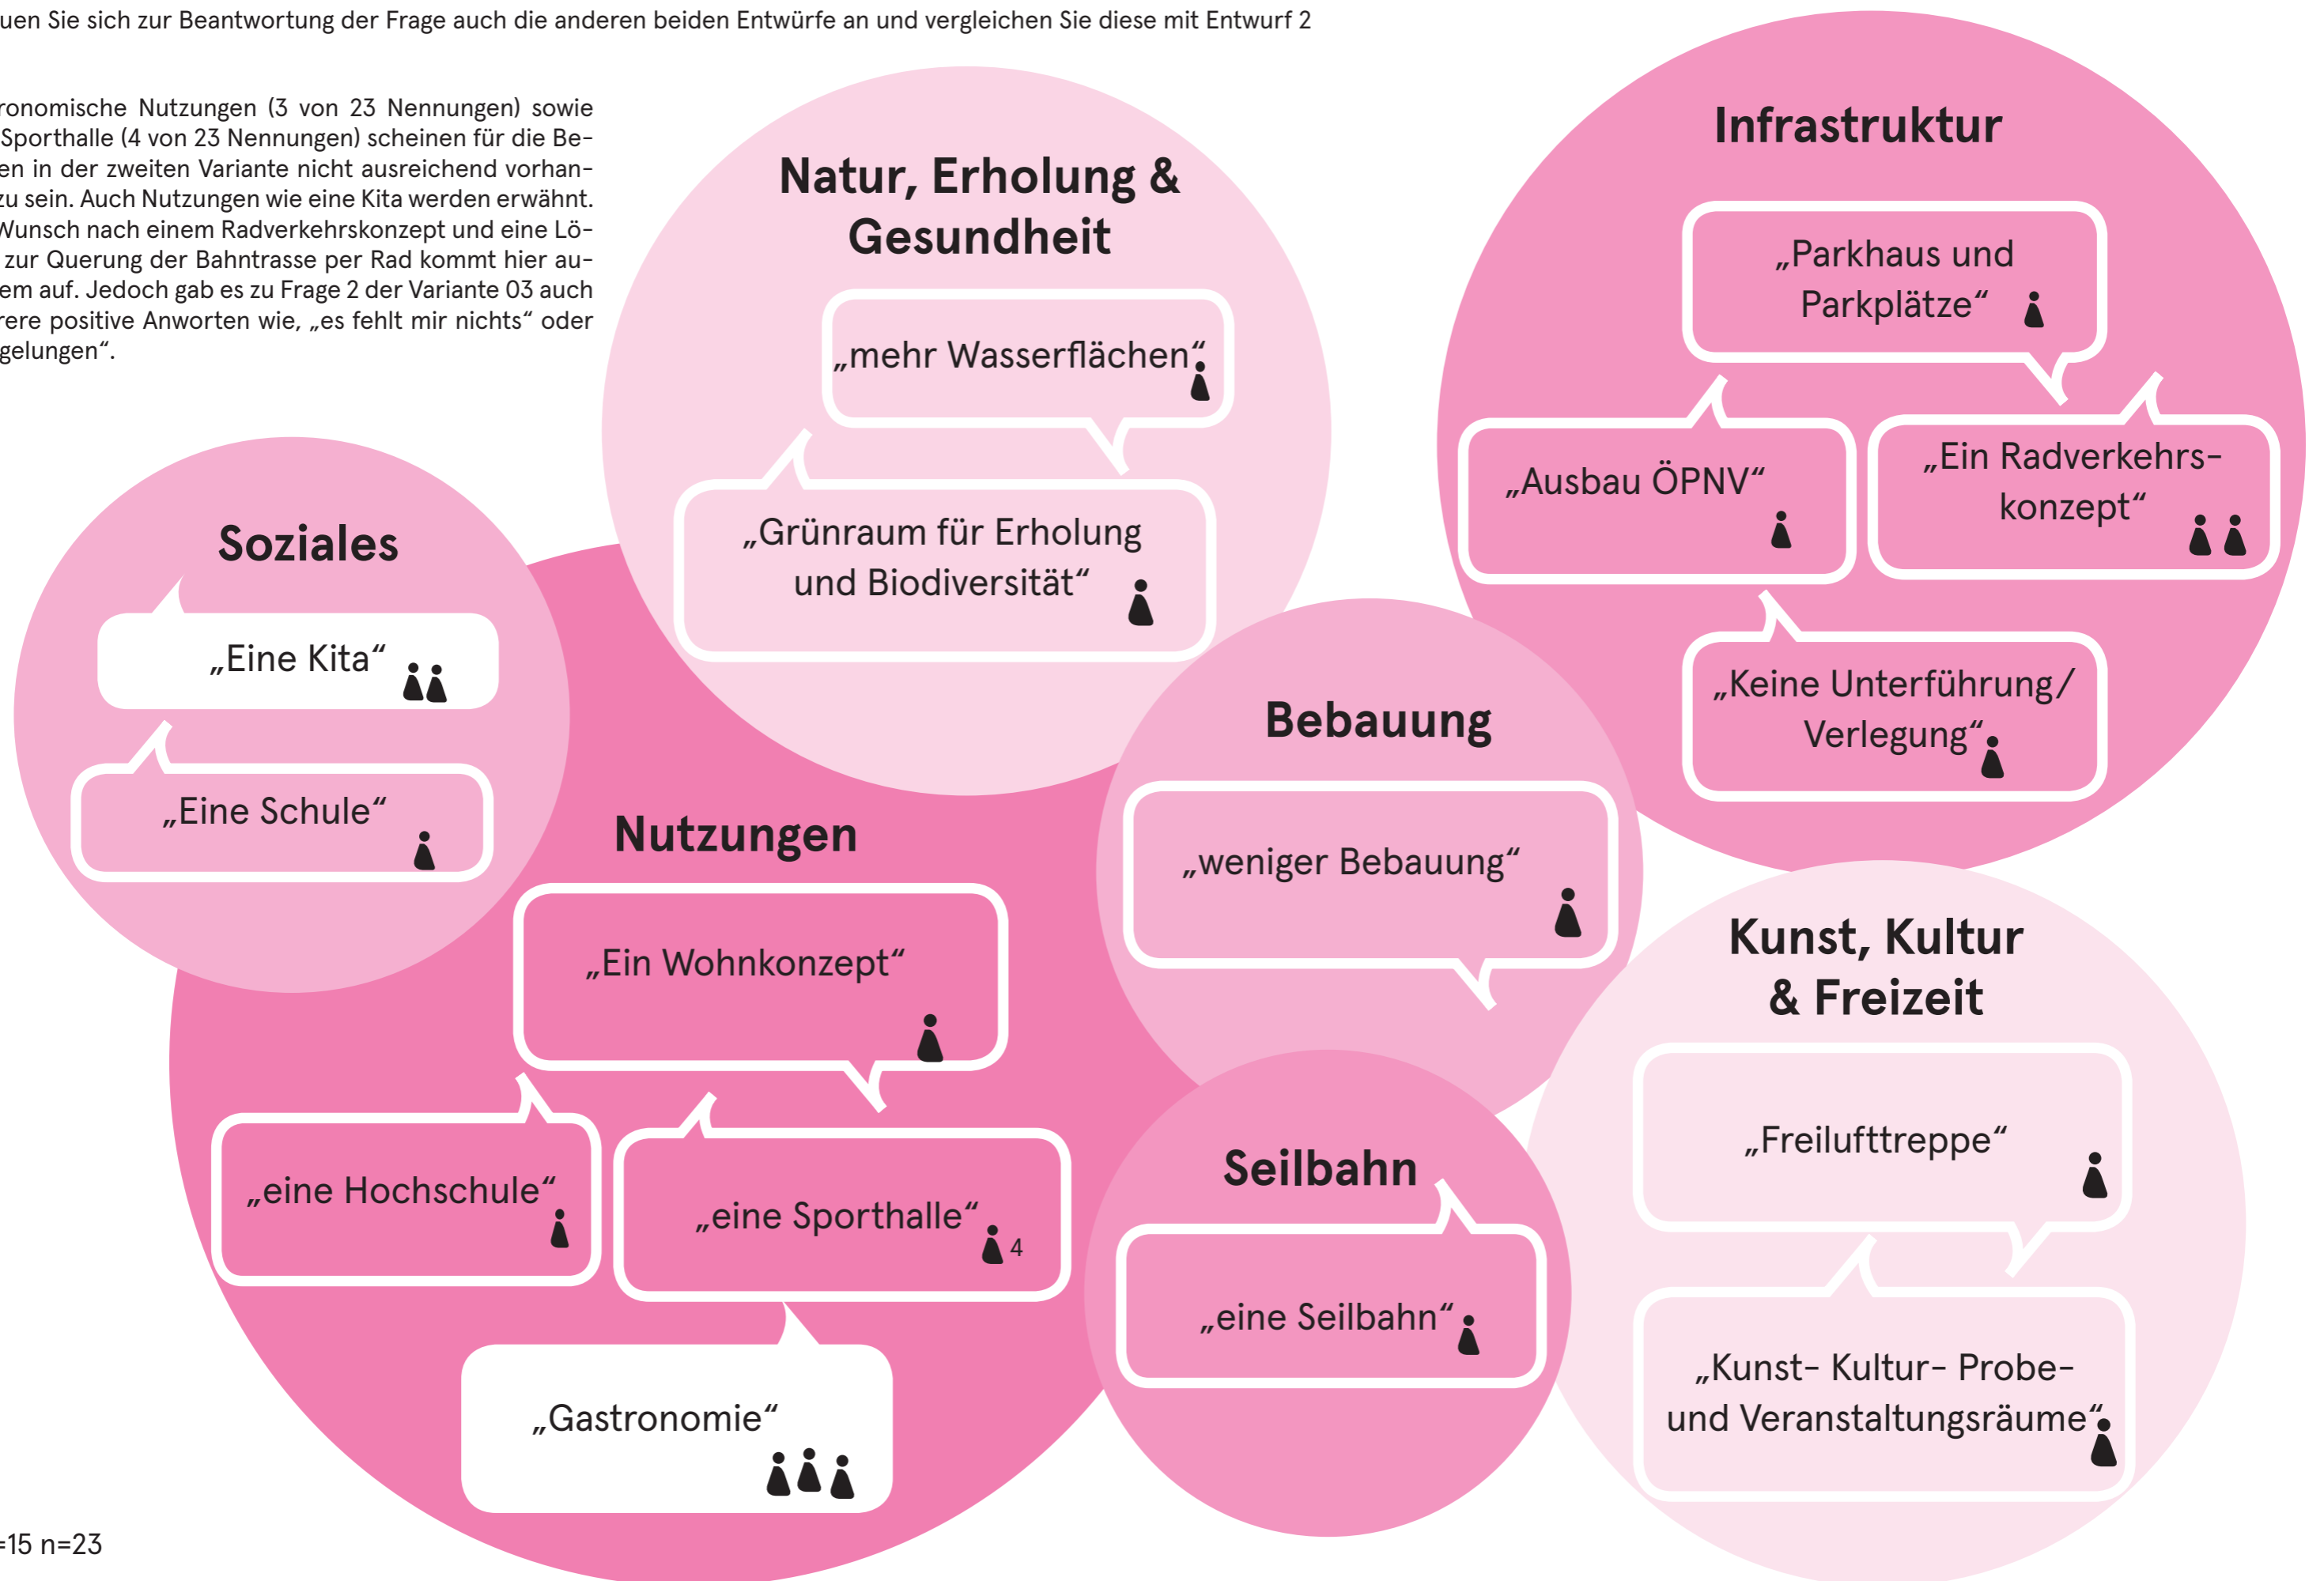 uen Sie sich zur Beantwortung der Frage auch die anderen beiden Entwürfe an und vergleichen Sie diese mit Entwurf 2
ronomische Nutzungen (3 von 23 Nennungen) sowie
Sporthalle (4 von 23 Nennungen) scheinen für die Be-
en in der zweiten Variante nicht ausreichend vorhan-
zu sein. Auch Nutzungen wie eine Kita werden erwähnt.
Wunsch nach einem Radverkehrskonzept und eine Lö-
zur Querung der Bahntrasse per Rad kommt hier au-
em auf. Jedoch gab es zu Frage 2 der Variante 03 auch
rere positive Anworten wie, „es fehlt mir nichts“ oder
gelungen“.
Natur, Erholung &
Gesundheit
„mehr Wasserflächen“
„Grünraum für Erholung
und Biodiversität“
Infrastruktur
„Parkhaus und
Parkplätze“
„Ausbau ÖPNV“
„Ein Radverkehrs-
konzept“
„Keine Unterführung/
Verlegung“
Soziales
„Eine Kita“
„Eine Schule“
Bebauung
„weniger Bebauung“
Nutzungen
„Ein Wohnkonzept“
„eine Hochschule“
„eine Sporthalle“
4
„Gastronomie“
Seilbahn
„eine Seilbahn“
Kunst, Kultur
& Freizeit
„Freilufttreppe“
„Kunst- Kultur- Probe-
und Veranstaltungsräume“
=15 n=23